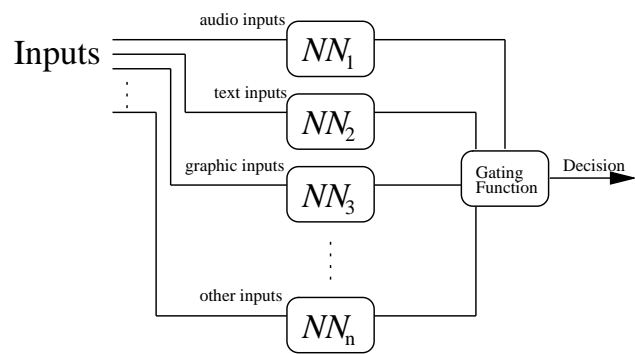 audio inputs
Inputs
NN1
text inputs
NN2
graphic inputs
NN3
Gating
Function
Decision
other inputs
NNn